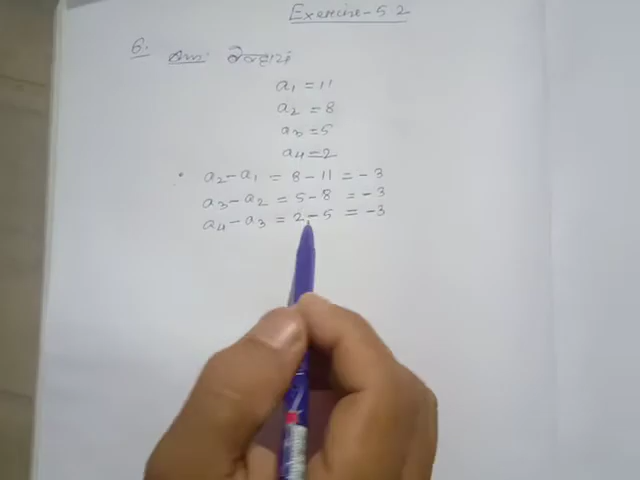 Exercise-5.2
6. Ans:
a1 = 11
a2 = 8
a3 = 5
a4 = 2
a2 - a1 = 8 - 11 = -3
a3 - a2 = 5 - 8 = -3
a4 - a3 = 2 - 5 = -3